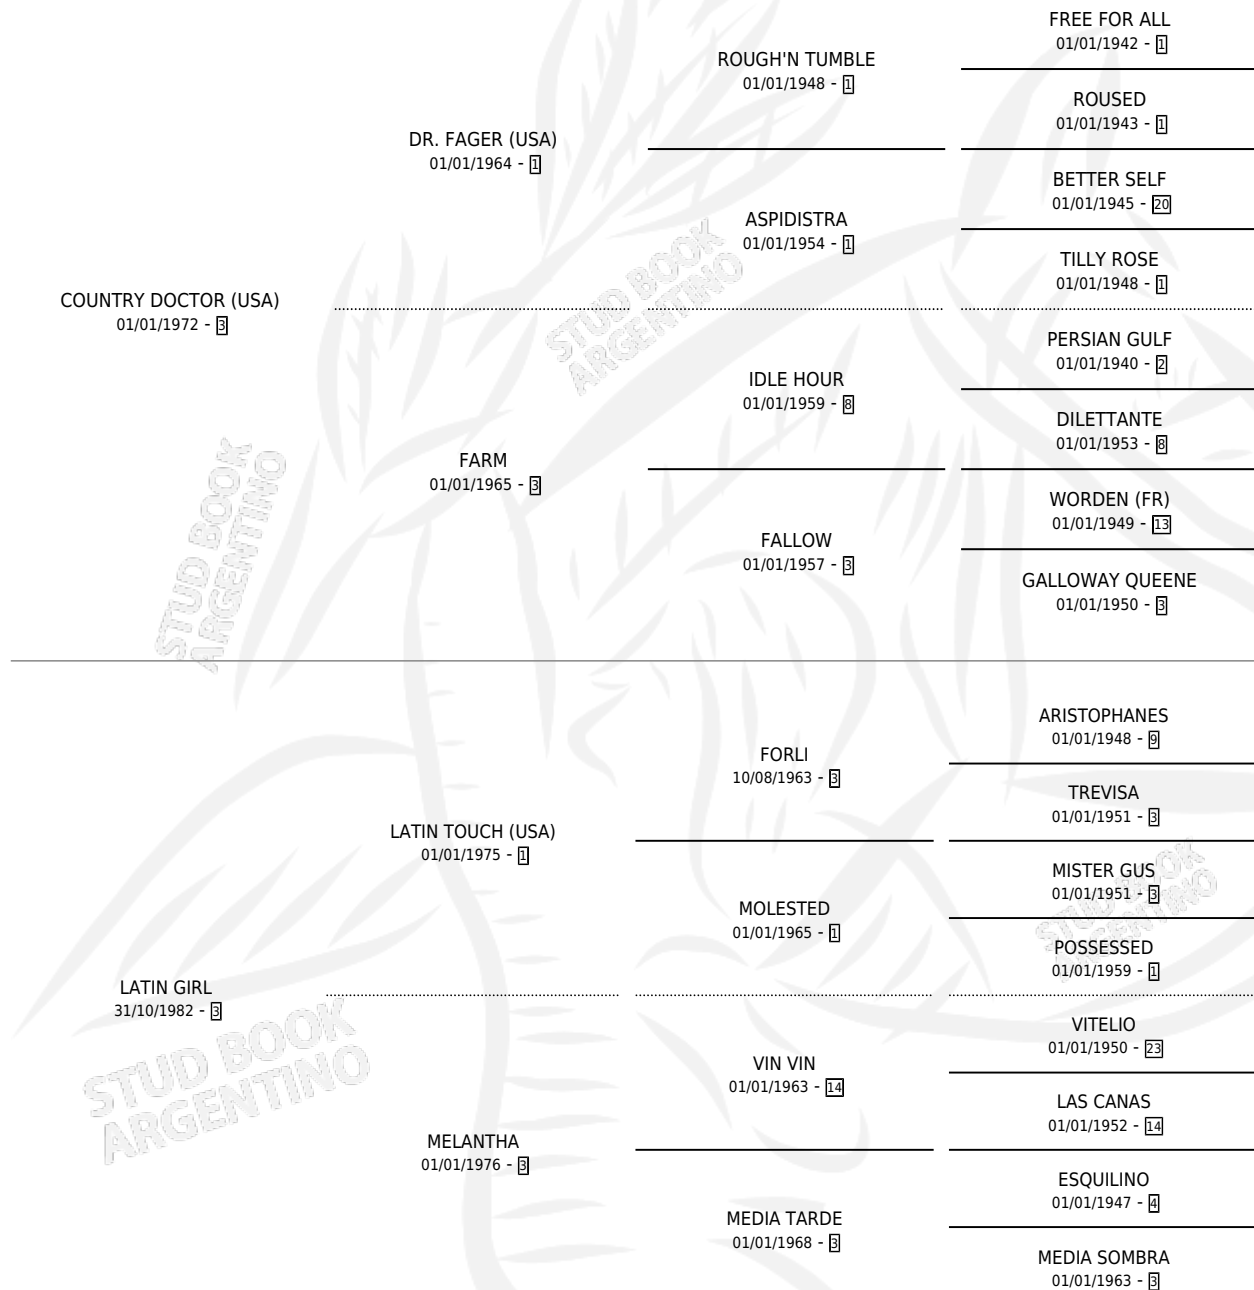 FREE FOR ALL
01/01/1942 - 1
ROUGH'N TUMBLE
01/01/1948 - 1
ROUSED
01/01/1943 - 1
DR. FAGER (USA)
01/01/1964 - 1
BETTER SELF
01/01/1945 - 20
ASPIDISTRA
01/01/1954 - 1
TILLY ROSE
01/01/1948 - 1
COUNTRY DOCTOR (USA)
01/01/1972 - 3
STUD BOOK
ARGENTINO
PERSIAN GULF
01/01/1940 - 2
IDLE HOUR
01/01/1959 - 8
DILETTANTE
01/01/1953 - 8
FARM
01/01/1965 - 3
WORDEN (FR)
01/01/1949 - 13
FALLOW
01/01/1957 - 3
GALLOWAY QUEENE
01/01/1950 - 3
STUD BOOK
ARGENTINO
ARISTOPHANES
01/01/1948 - 9
FORLI
10/08/1963 - 3
TREVISA
01/01/1951 - 3
LATIN TOUCH (USA)
01/01/1975 - 1
MISTER GUS
01/01/1951 - 3
MOLESTED
01/01/1965 - 1
POSSESSED
01/01/1959 - 1
STUD BOOK
ARGENTINO
LATIN GIRL
31/10/1982 - 3
VITELIO
01/01/1950 - 23
VIN VIN
01/01/1963 - 14
LAS CANAS
01/01/1952 - 14
STUD BOOK
ARGENTINO
MELANTHA
01/01/1976 - 3
ESQUILINO
01/01/1947 - 4
MEDIA TARDE
01/01/1968 - 3
MEDIA SOMBRA
01/01/1963 - 3